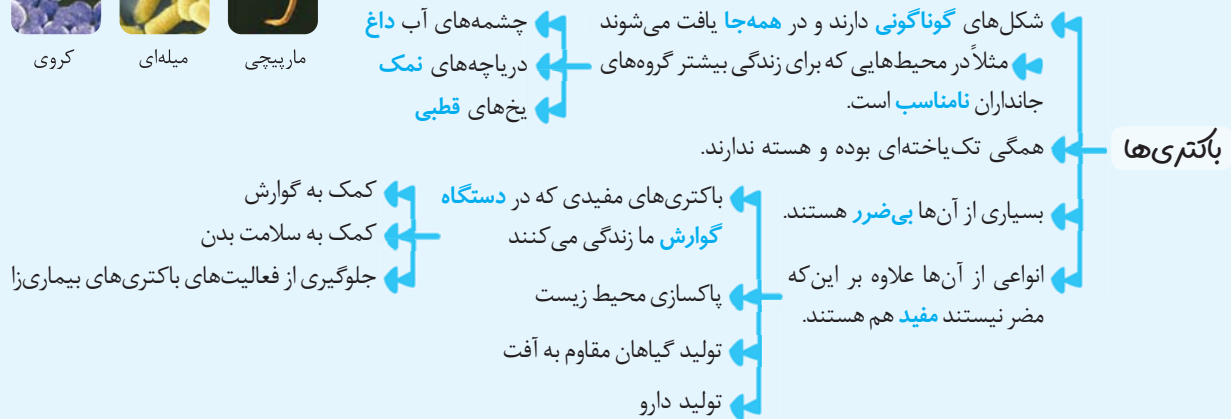 باکتری‌ها
شکل‌های گوناگونی دارند و در همه‌جا یافت می‌شوند
مثلاً در محیط‌هایی که برای زندگی بیشتر گروه‌های
جانداران نامناسب است.
چشمه‌های آب داغ
دریاچه‌های نمک
یخ‌های قطبی
مارپیچی
میله‌ای
کروی
همگی تک‌یاخته‌ای بوده و هسته ندارند.
بسیاری از آن‌ها بی‌ضرر هستند.
انواعی از آن‌ها علاوه بر این‌که
مضر نیستند مفید هم هستند.
باکتری‌های مفیدی که در دستگاه
گوارش ما زندگی می‌کنند
کمک به گوارش
کمک به سلامت بدن
جلوگیری از فعالیت‌های باکتری‌های بیماری‌زا
پاکسازی محیط زیست
تولید گیاهان مقاوم به آفت
تولید دارو